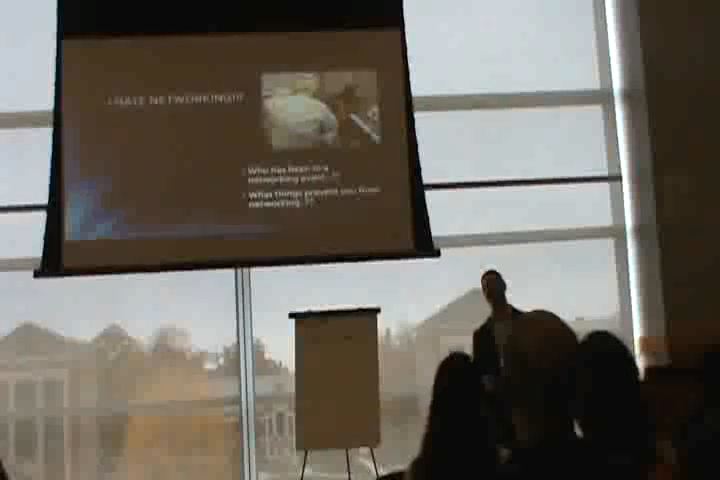 I HATE NETWORKING!!!
Who has been to a
networking event
What things prevent you from
networking